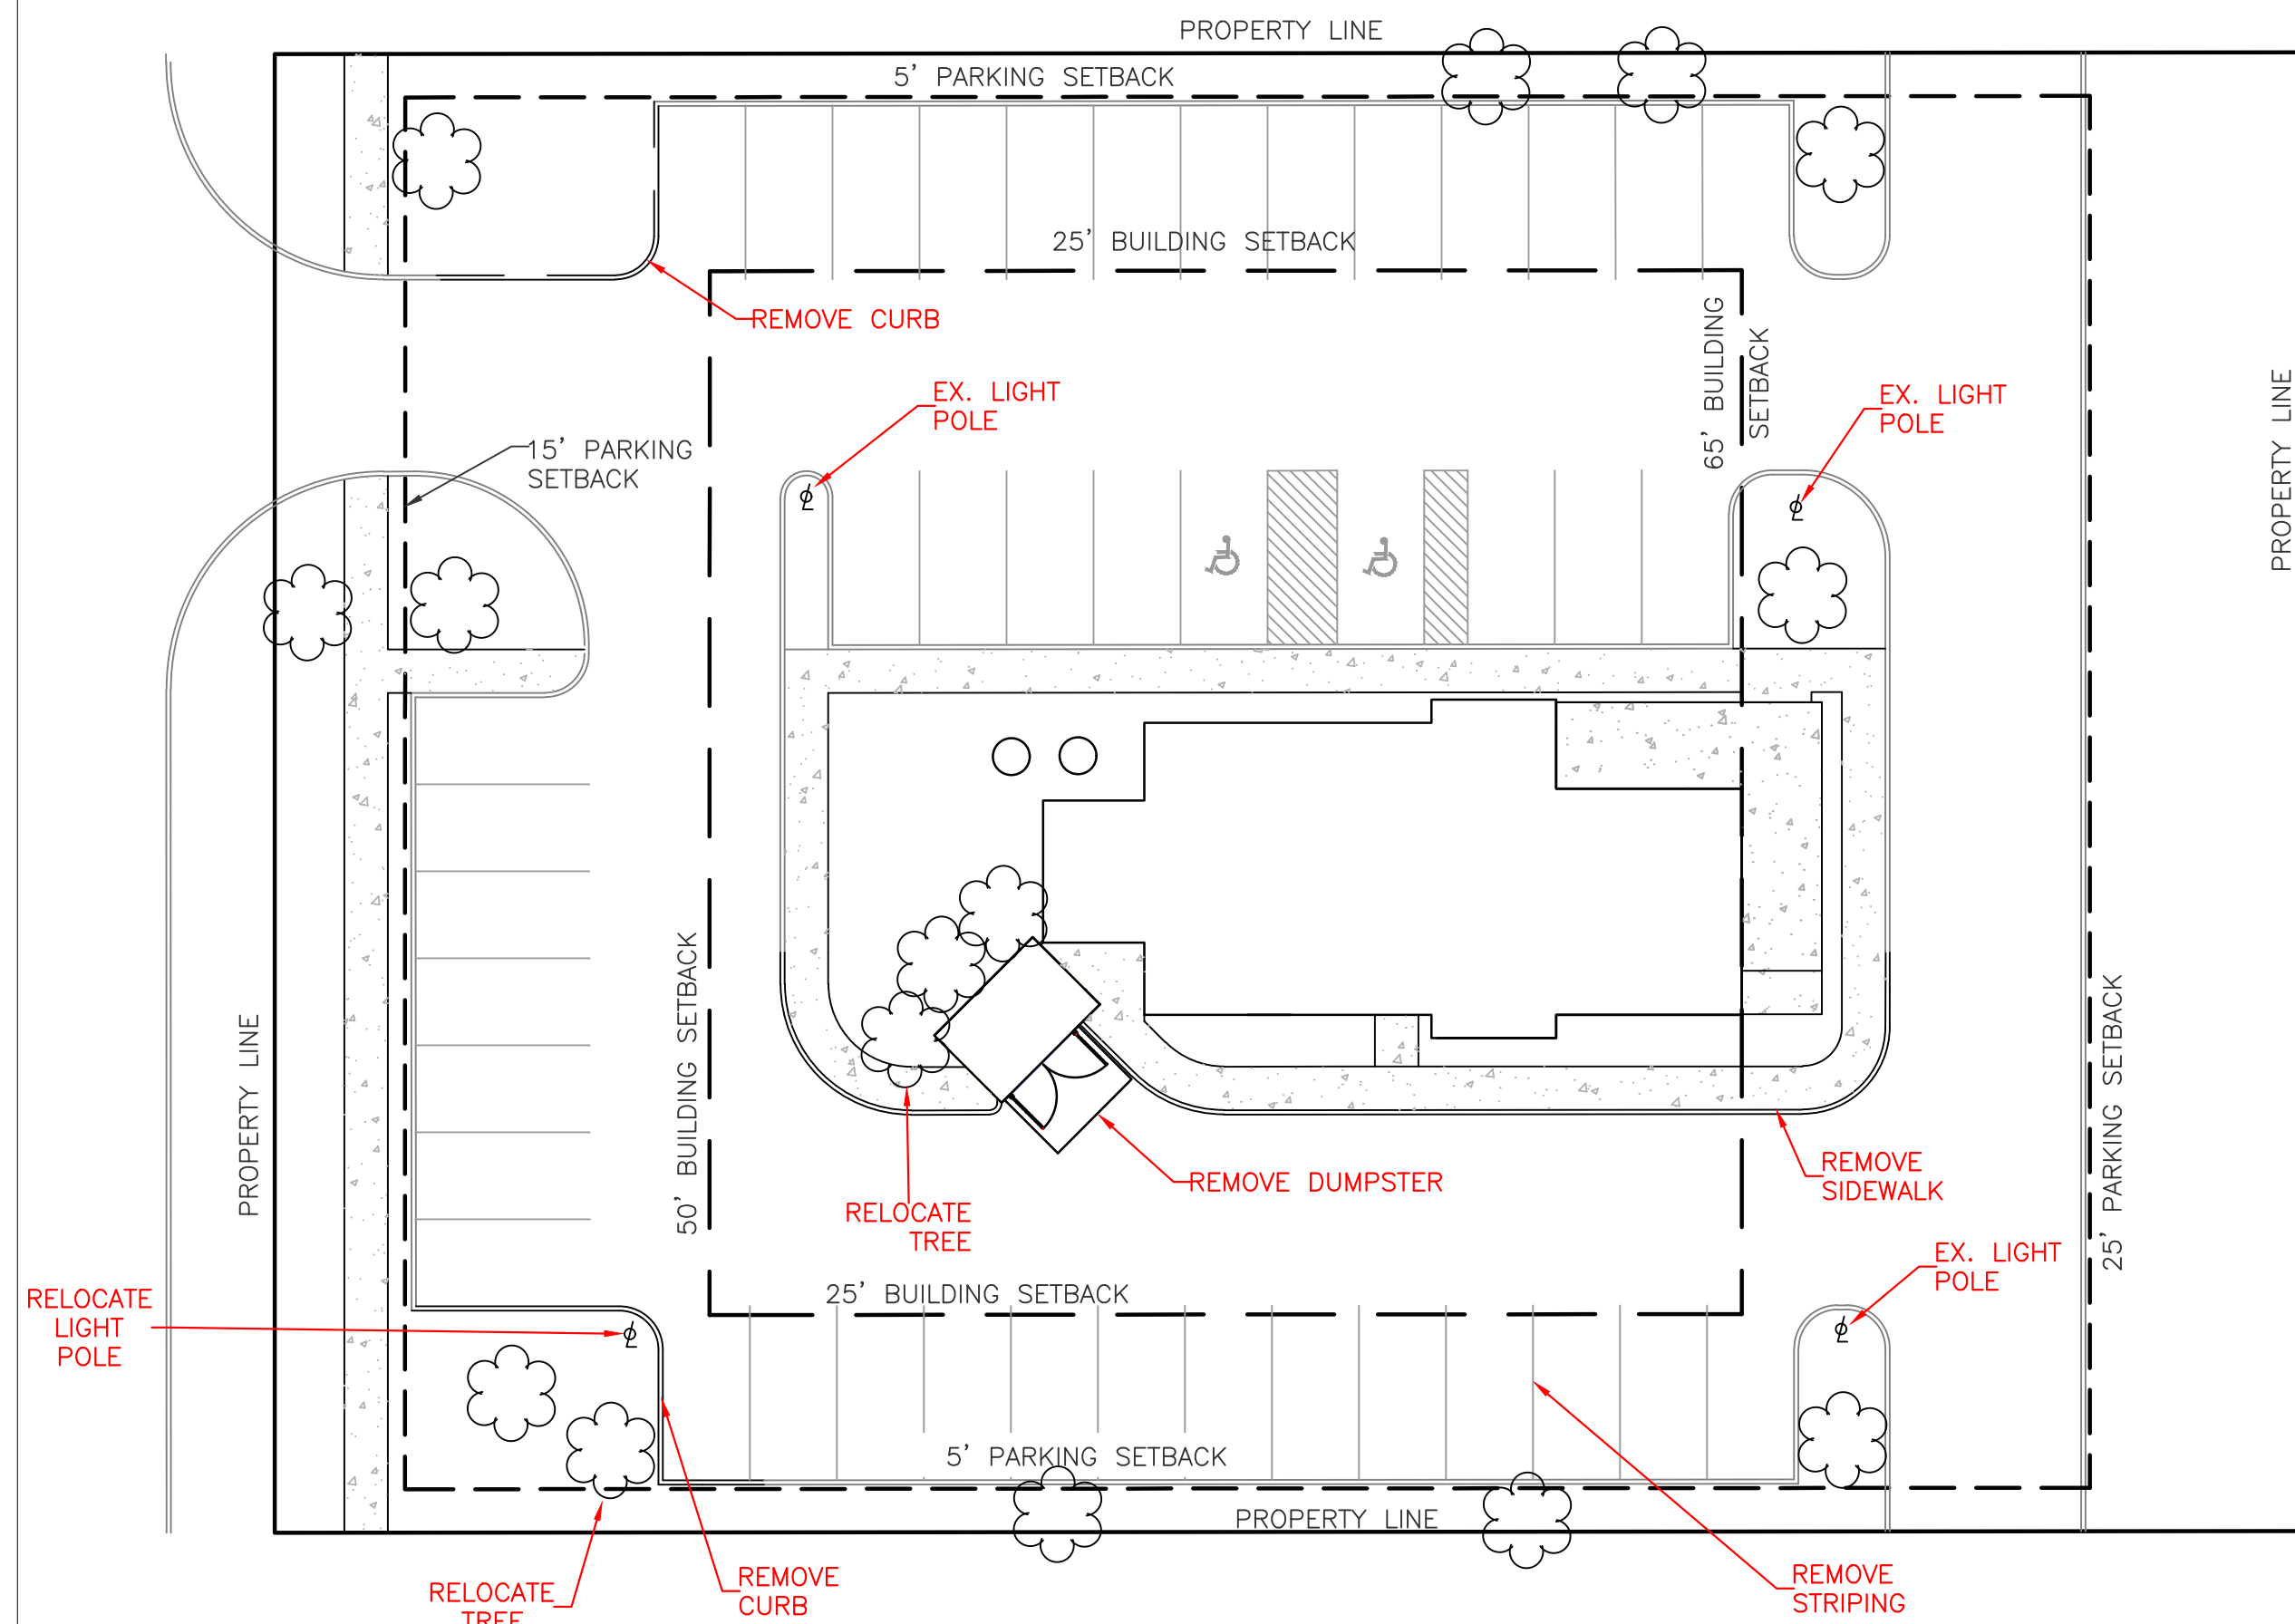 PROPERTY LINE
5' PARKING SETBACK
25' BUILDING SETBACK
REMOVE CURB
65' BUILDING
SETBACK
EX. LIGHT
POLE
EX. LIGHT
POLE
PROPERTY LINE
15' PARKING
SETBACK
50' BUILDING SETBACK
PROPERTY LINE
25' PARKING SETBACK
REMOVE DUMPSTER
REMOVE
SIDEWALK
RELOCATE
TREE
EX. LIGHT
POLE
25' BUILDING SETBACK
RELOCATE
LIGHT
POLE
5' PARKING SETBACK
PROPERTY LINE
REMOVE
STRIPING
REMOVE
CURB
RELOCATE
TREE